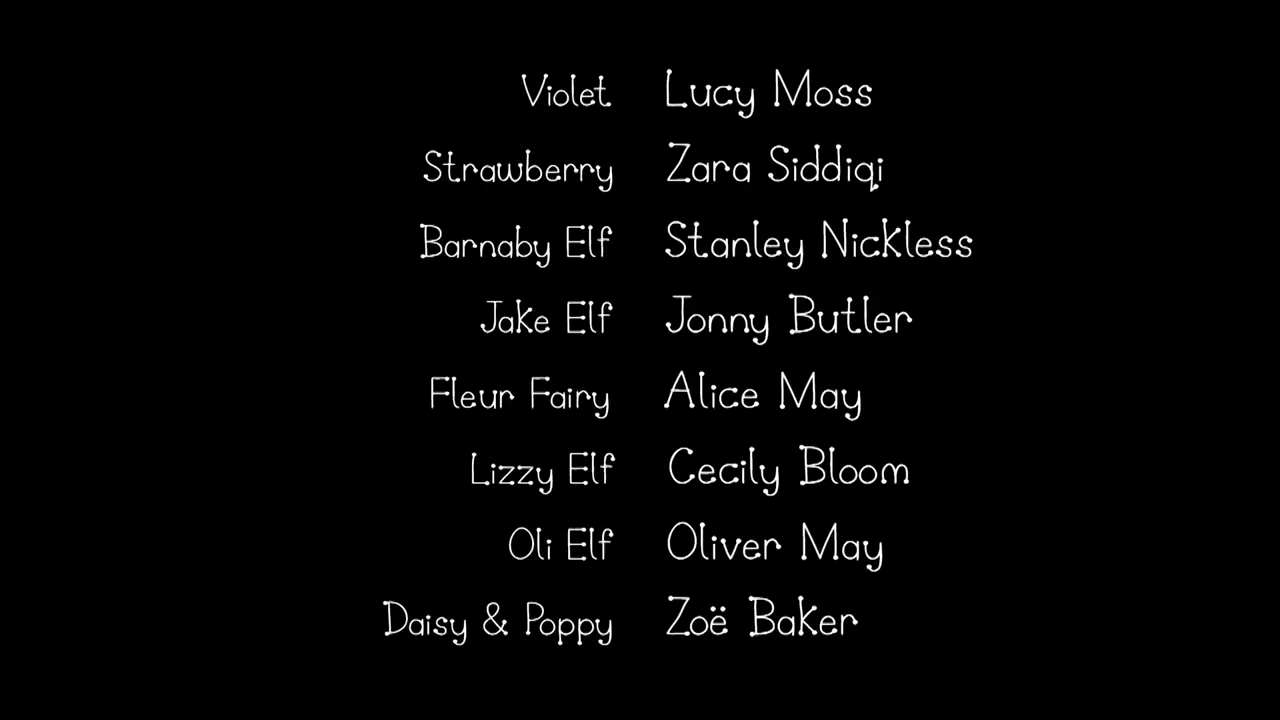 Violet Lucy Moss
Strawberry Zara Siddiqi
Barnaby Elf Stanley Nickless
Jake Elf Jonny Butler
Fleur Fairy Alice May
Lizzy Elf Cecily Bloom
Oli Elf Oliver May
Daisy & Poppy Zoë Baker